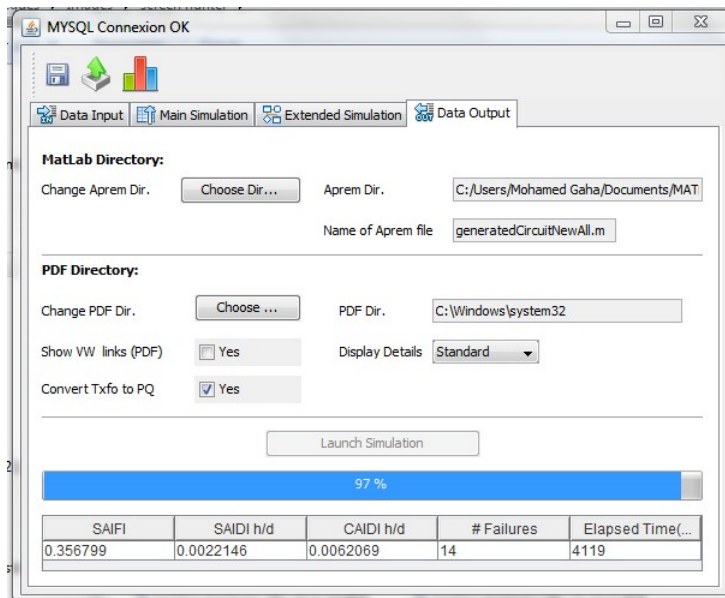 MYSQL Connexion OK
Data Input Main Simulation Extended Simulation Data Output
MatLab Directory:
Change Aprem Dir. Choose Dir... Aprem Dir. C:/Users/Mohamed Gaha/Documents/MAT
Name of Aprem file generatedCircuitNewAll.m
PDF Directory:
Change PDF Dir. Choose ... PDF Dir. C:\Windows\system32
Show VW links (PDF) Yes Display Details Standard
Convert Txfo to PQ Yes
Launch Simulation
97 %
SAIFI SAIDI h/d CAIDI h/d # Failures Elapsed Time(...
0.356799 0.0022146 0.0062069 14 4119